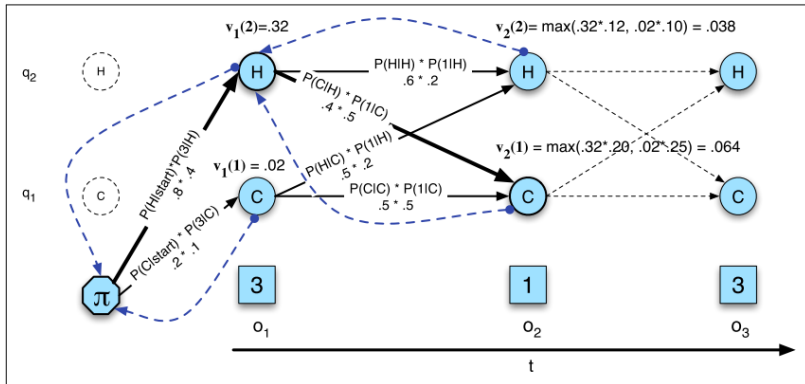 v₁(2)=.32
v₂(2)= max(.32*.12, .02*.10) = .038
q₂
H
H
P(H|H) * P(1|H)
.6 * .2
H
H
P(C|H) * P(1|C)
.4 * .5
P(H|start)*P(3|H)
.8 * .4
P(H|C) * P(1|H)
.5 * .2
v₁(1) = .02
v₂(1) = max(.32*.20, .02*.25) = .064
q₁
C
C
P(C|C) * P(1|C)
.5 * .5
C
C
P(C|start) * P(3|C)
.2 * .1
π
3
1
3
o₁
o₂
o₃
t